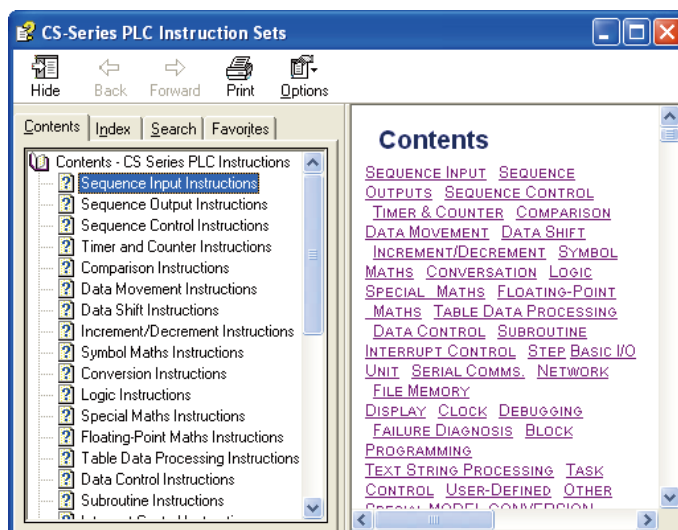 CS-Series PLC Instruction Sets
Hide Back Forward Print Options
Contents Index Search Favorites
Contents - CS Series PLC Instructions
Sequence Input Instructions
Sequence Output Instructions
Sequence Control Instructions
Timer and Counter Instructions
Comparison Instructions
Data Movement Instructions
Data Shift Instructions
Increment/Decrement Instructions
Symbol Maths Instructions
Conversion Instructions
Logic Instructions
Special Maths Instructions
Floating-Point Maths Instructions
Table Data Processing Instructions
Data Control Instructions
Subroutine Instructions
Contents
SEQUENCE INPUT SEQUENCE
OUTPUTS SEQUENCE CONTROL
TIMER & COUNTER COMPARISON
DATA MOVEMENT DATA SHIFT
INCREMENT/DECREMENT SYMBOL
MATHS CONVERSATION LOGIC
SPECIAL MATHS FLOATING-POINT
MATHS TABLE DATA PROCESSING
DATA CONTROL SUBROUTINE
INTERRUPT CONTROL STEP BASIC I/O
UNIT SERIAL COMMS. NETWORK
FILE MEMORY
DISPLAY CLOCK DEBUGGING
FAILURE DIAGNOSIS BLOCK
PROGRAMMING
TEXT STRING PROCESSING TASK
CONTROL USER-DEFINED OTHER
SPECIAL MODEL CONVERSION